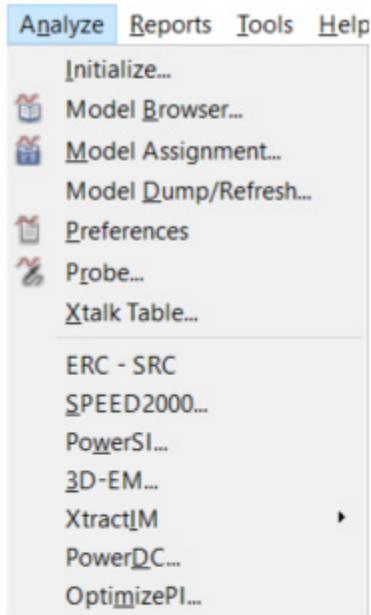 Analyze Reports Tools Help
Initialize...
Model Browser...
Model Assignment...
Model Dump/Refresh...
Preferences
Probe...
Xtalk Table...
ERC - SRC
SPEED2000...
PowerSI...
3D-EM...
XtractIM
PowerDC...
OptimizePI...